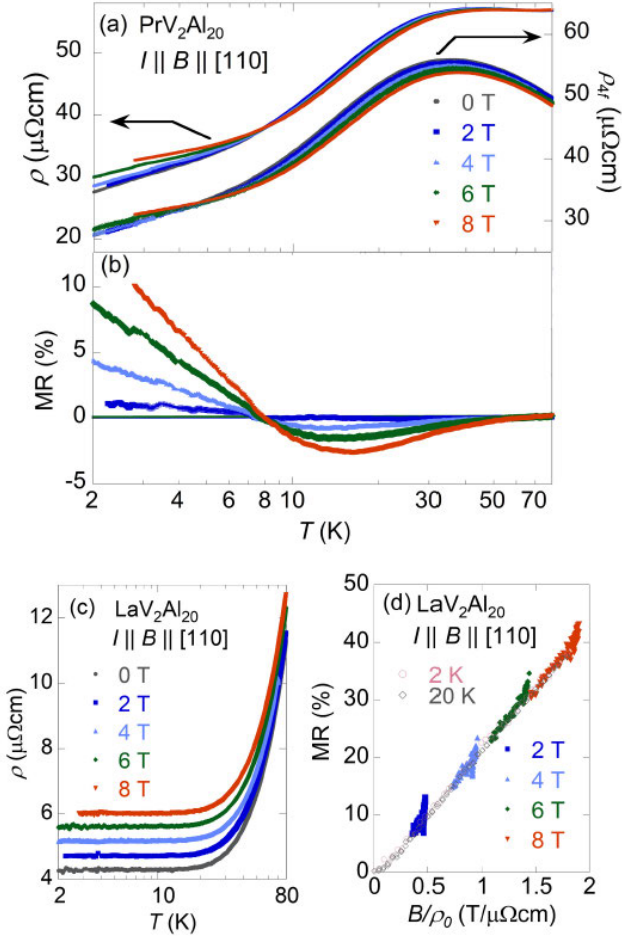 (a) PrV₂Al₂₀
I || B || [110]
ρ (μΩcm)
50
40
30
20
ρ4f (μΩcm)
60
50
40
30
0 T
2 T
4 T
6 T
8 T
(b)
MR (%)
10
5
0
-5
2 4 6 8 10 30 50 70
T (K)
(c) LaV₂Al₂₀
I || B || [110]
0 T
2 T
4 T
6 T
8 T
ρ (μΩcm)
12
10
8
6
4
2 10 80
T (K)
(d) LaV₂Al₂₀
I || B || [110]
2 K
20 K
2 T
4 T
6 T
8 T
MR (%)
50
40
30
20
10
0
0 0.5 1 1.5 2
B/ρ₀ (T/μΩcm)